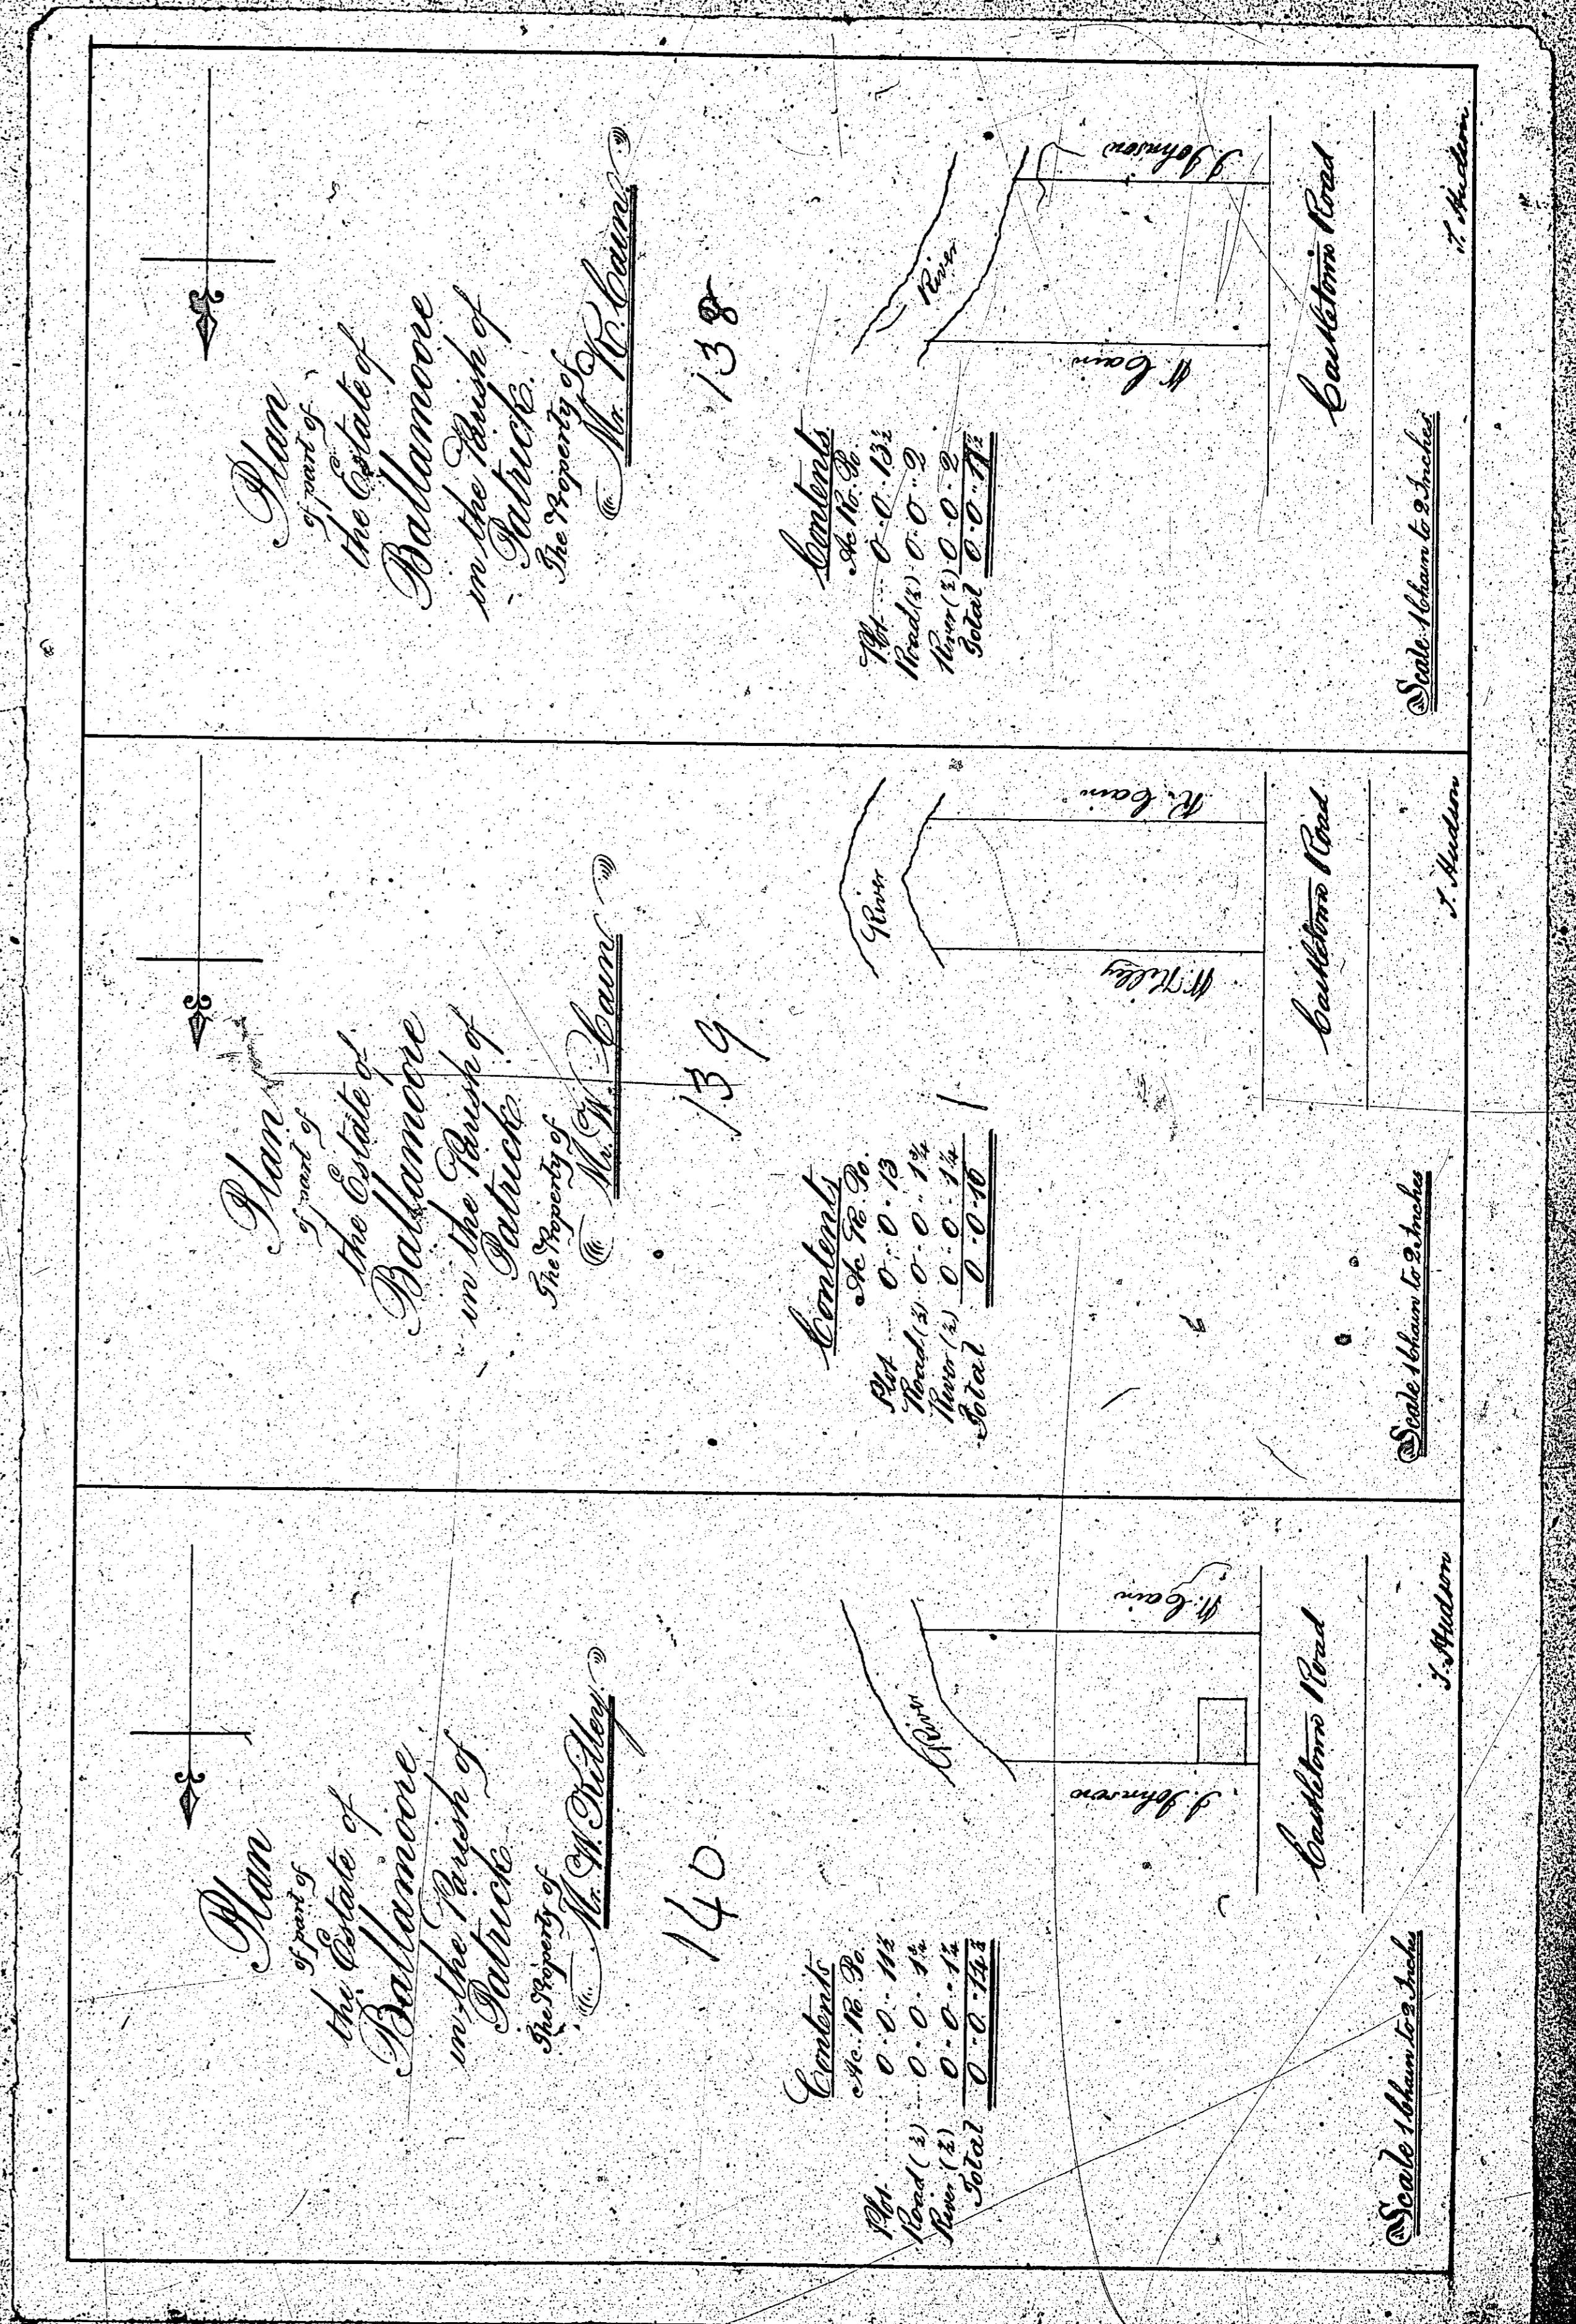 Plan
of part of
the Estate of
Ballamoore
in the Parish of
Patrick
The Property of
Mr. W. Killey
140
Contents
Ac. Ro. Po.
Plot 0 - 0 - 11½
Road (½) 0 - 0 - 1¾
River (½) 0 - 0 - 1¼
Total 0 - 0 - 14½
River
J. Johnson
W. Cain
Castletown Road
Scale 1 Chain to 2 Inches
J. Hudson
Plan
of part of
the Estate of
Ballamoore
in the Parish of
Patrick
The Property of
Mr. W. Cain
139
Contents
Ac. Ro. Po.
Plot 0 - 0 - 13
Road (½) 0 - 0 - 1¾
River (½) 0 - 0 - 1¼
Total 0 - 0 - 16
River
W. Killey
R. Cain
Castletown Road
Scale 1 Chain to 2 Inches
J. Hudson
Plan
of part of
the Estate of
Ballamoore
in the Parish of
Patrick
The Property of
Mr. R. Cain
138
Contents
Ac. Ro. Po.
Plot 0 - 0 - 13½
Road (½) 0 - 0 - 2
River (½) 0 - 0 - 2
Total 0 - 0 - 17½
River
W. Cain
J. Johnson
Castletown Road
Scale 1 Chain to 2 Inches
J. Hudson